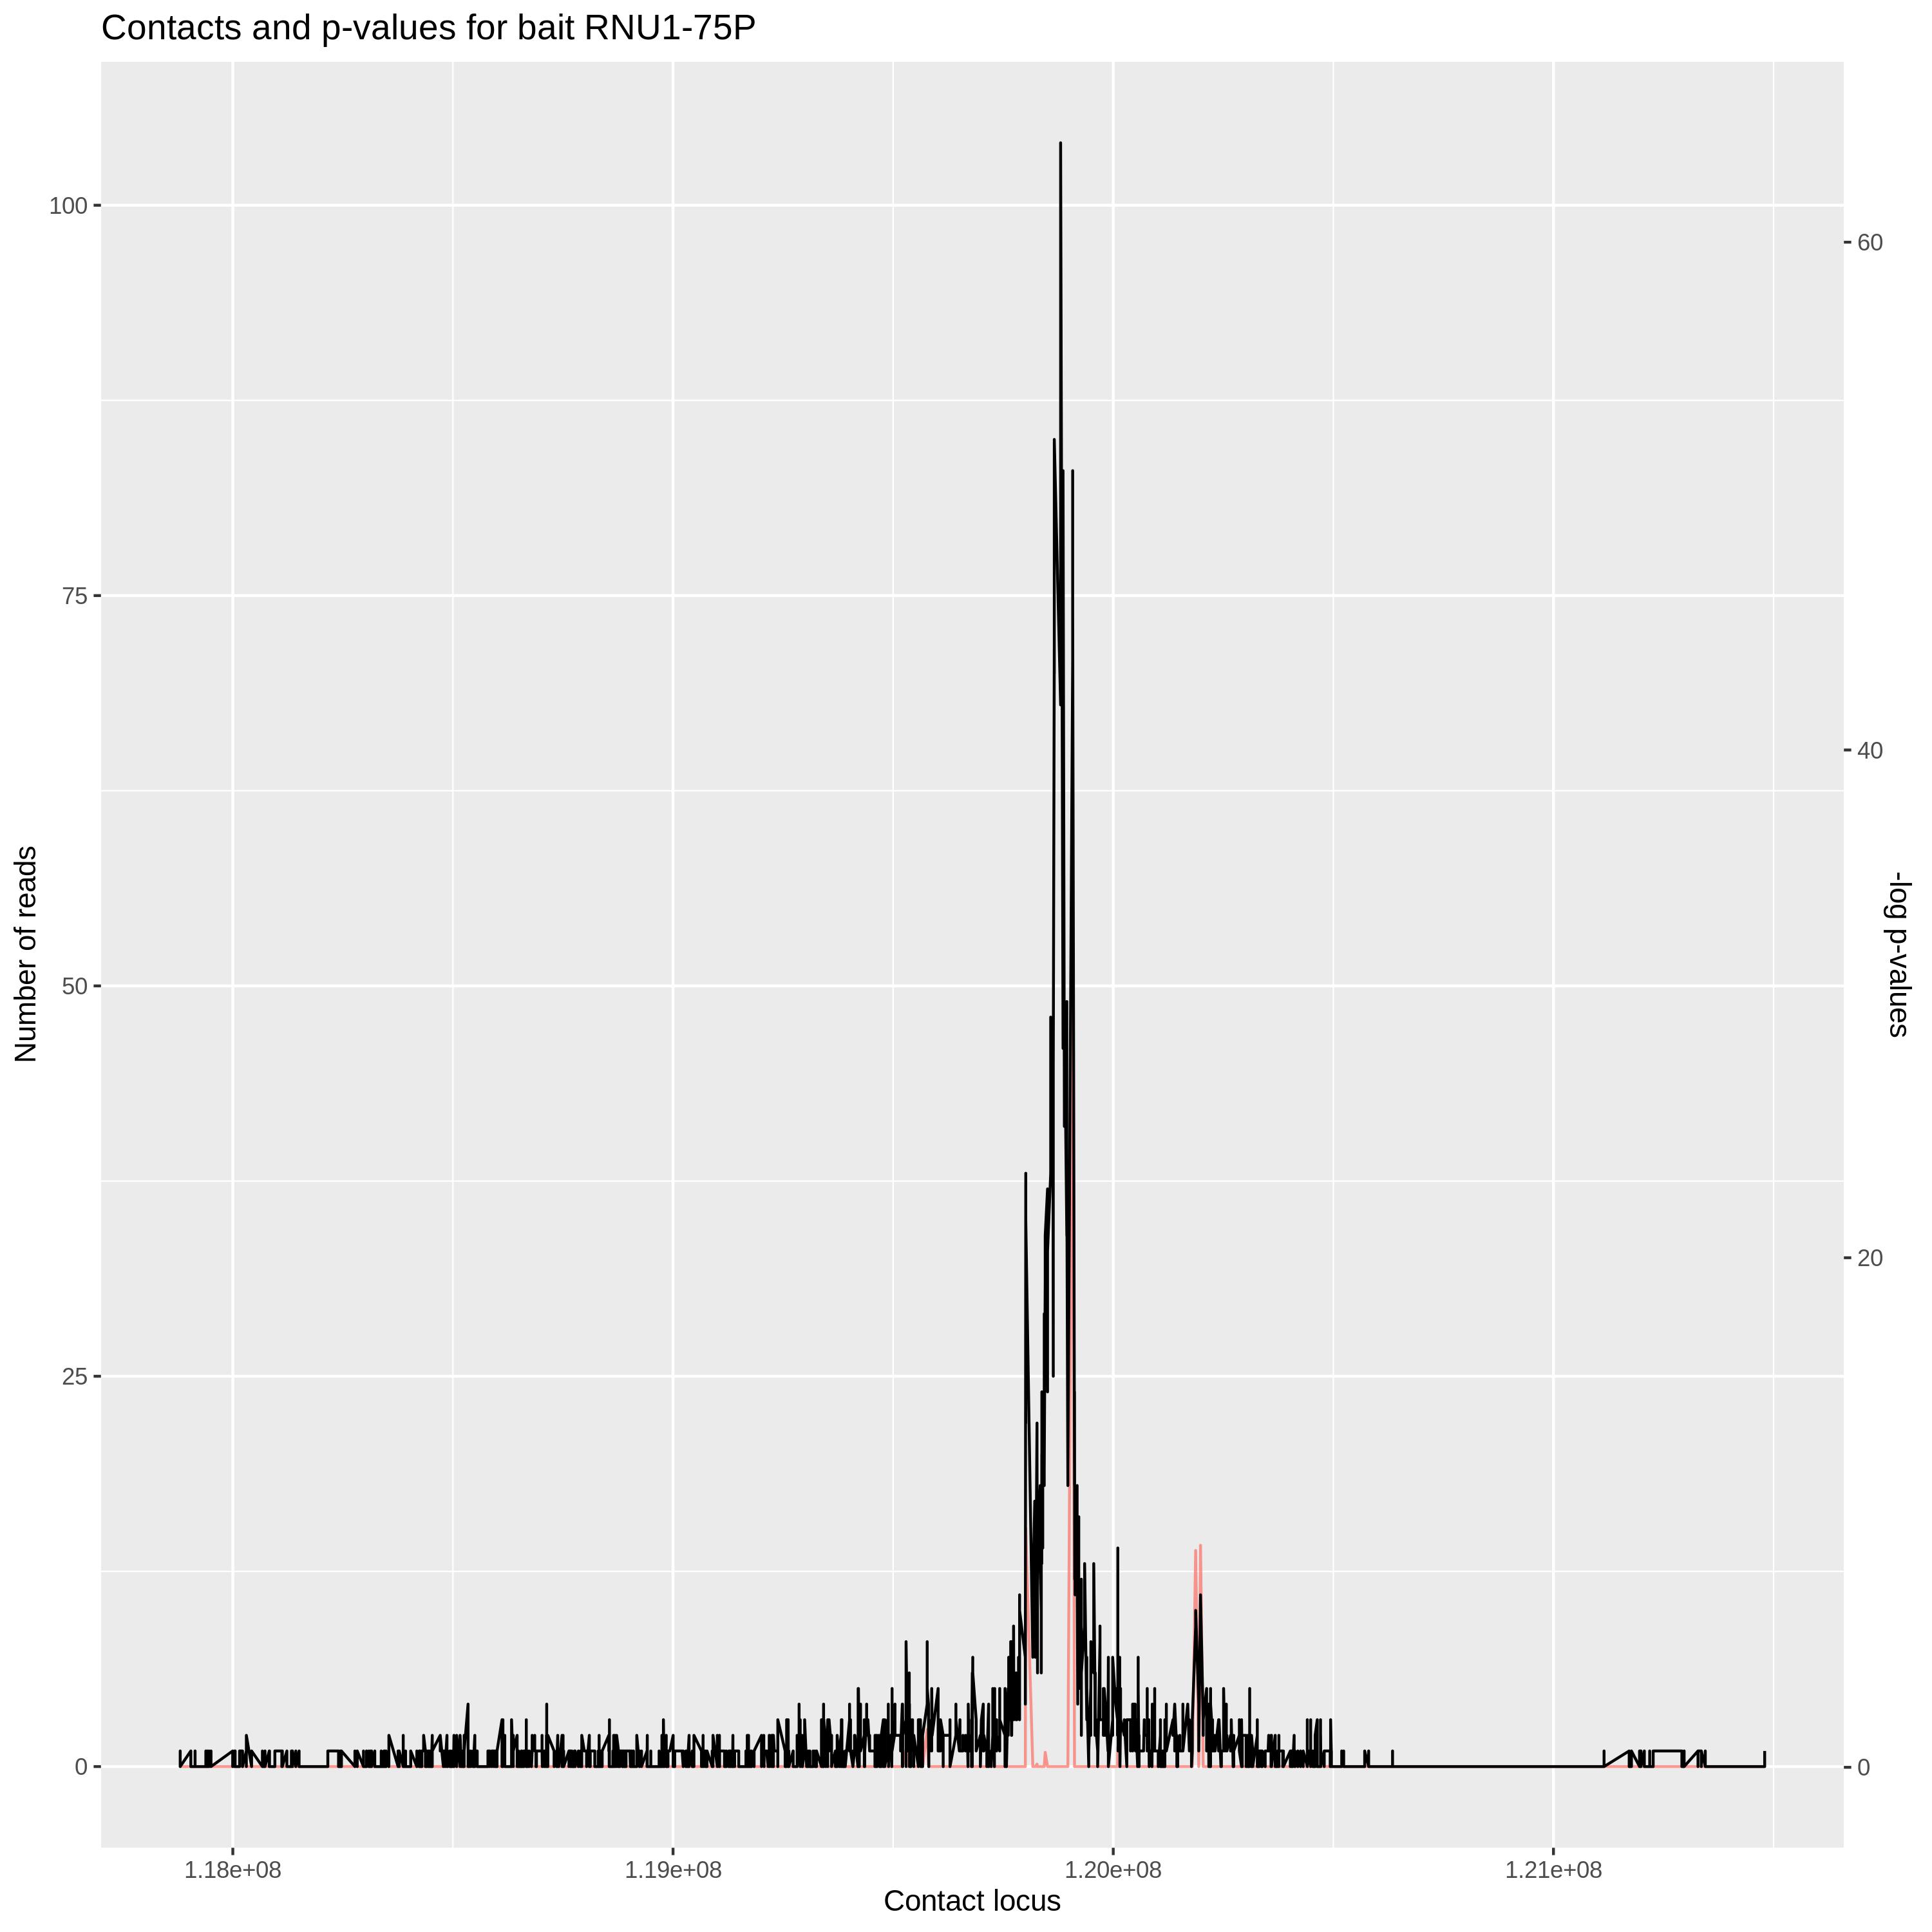 Contacts and p-values for bait RNU1-75P
100
75
50
25
0
Number of reads
60
40
20
0
-log p-values
1.18e+08
1.19e+08
1.20e+08
1.21e+08
Contact locus